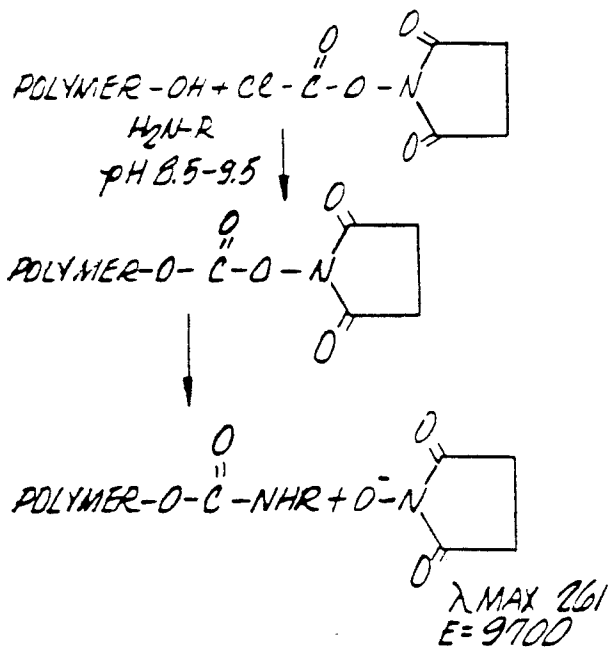 POLYMER-OH + Cl-C-O-N
O
O
O
H2N-R
pH 8.5-9.5
O
O
POLYMER-O-C-O-N
O
O
O
POLYMER-O-C-NHR + O⁻-N
O
λ MAX 261
E=9700